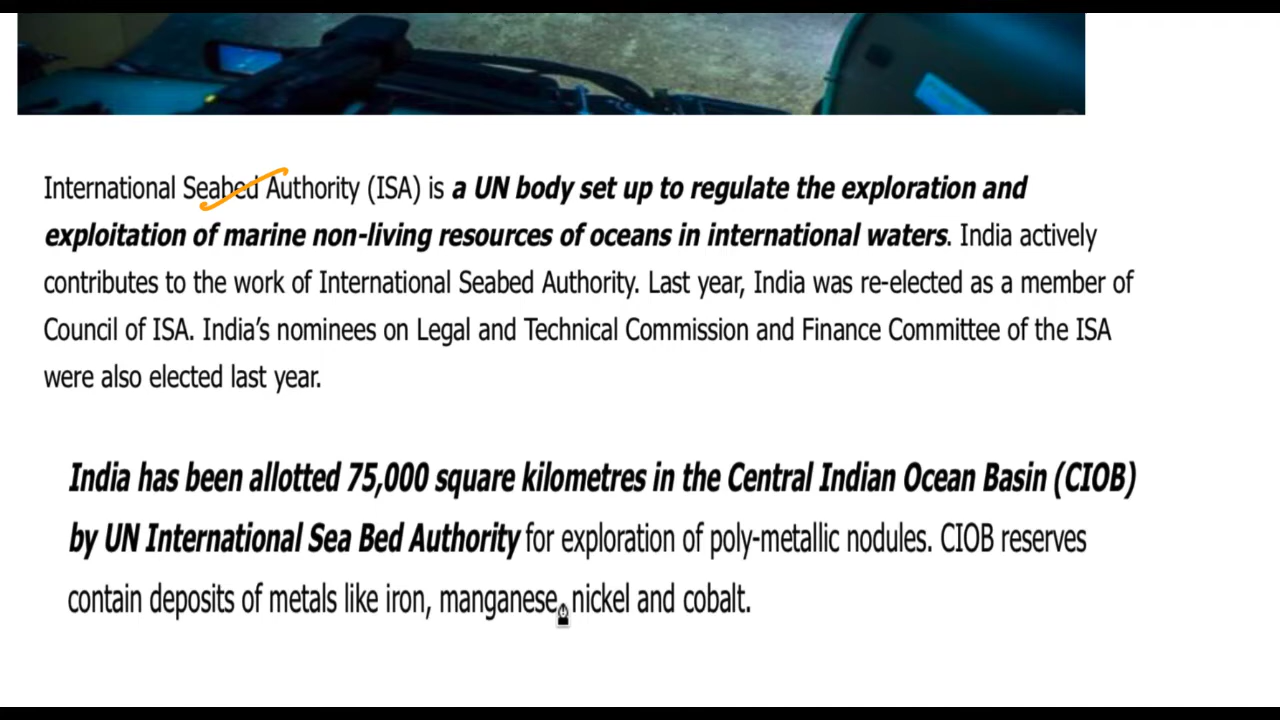 International Seabed Authority (ISA) is a UN body set up to regulate the exploration and
exploitation of marine non-living resources of oceans in international waters. India actively
contributes to the work of International Seabed Authority. Last year, India was re-elected as a member of
Council of ISA. India’s nominees on Legal and Technical Commission and Finance Committee of the ISA
were also elected last year.
India has been allotted 75,000 square kilometres in the Central Indian Ocean Basin (CIOB)
by UN International Sea Bed Authority for exploration of poly-metallic nodules. CIOB reserves
contain deposits of metals like iron, manganese, nickel and cobalt.